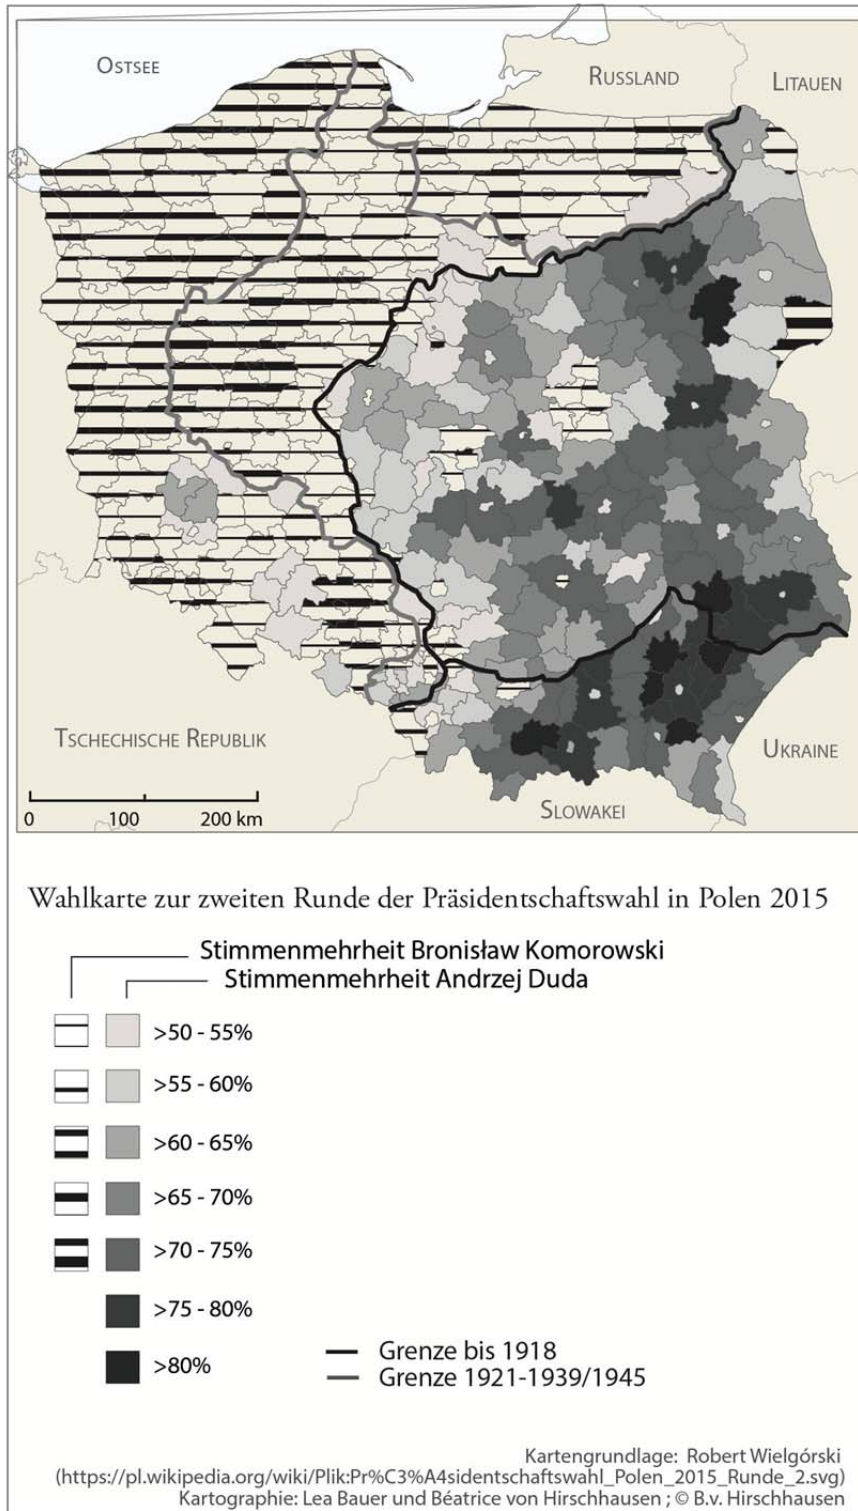 OSTSEE
RUSSLAND
LITAUEN
TSCHECHISCHE REPUBLIK
UKRAINE
SLOWAKEI
0 100 200 km
Wahlkarte zur zweiten Runde der Präsidentschaftswahl in Polen 2015
Stimmenmehrheit Bronisław Komorowski
Stimmenmehrheit Andrzej Duda
>50 - 55%
>55 - 60%
>60 - 65%
>65 - 70%
>70 - 75%
>75 - 80%
>80%
Grenze bis 1918
Grenze 1921-1939/1945
Kartengrundlage: Robert Wielgórski
(https://pl.wikipedia.org/wiki/Plik:Pr%C3%A4sidentschaftswahl_Polen_2015_Runde_2.svg)
Kartographie: Lea Bauer und Béatrice von Hirschhausen ; © B.v. Hirschhausen